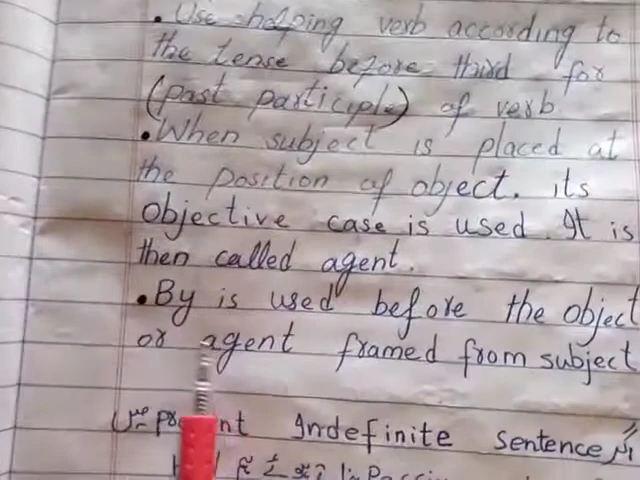 • Use helping verb according to
the tense before third for
(past participle) of verb
• When subject is placed at
the position of object. its
objective case is used. It is
then called agent.
• By is used before the object
or agent framed from subject
Indefinite sentence اگر